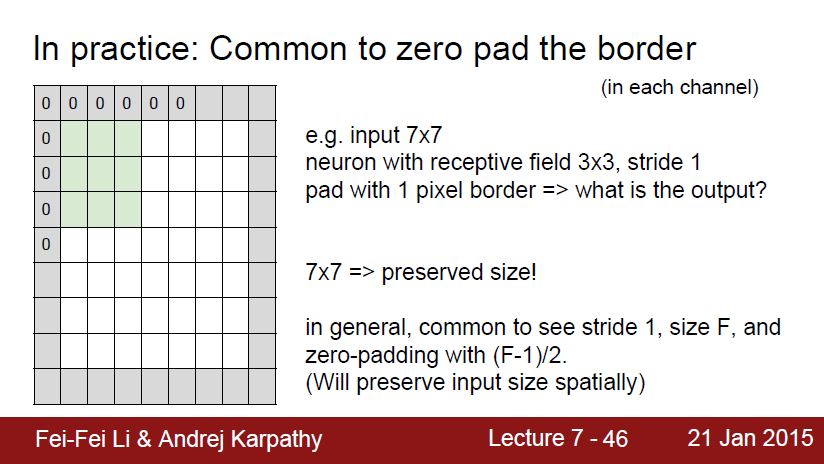 In practice: Common to zero pad the border
(in each channel)
0 0 0 0 0 0
0
0
0
0
e.g. input 7x7
neuron with receptive field 3x3, stride 1
pad with 1 pixel border => what is the output?
7x7 => preserved size!
in general, common to see stride 1, size F, and
zero-padding with (F-1)/2.
(Will preserve input size spatially)
Fei-Fei Li & Andrej Karpathy Lecture 7 - 46 21 Jan 2015